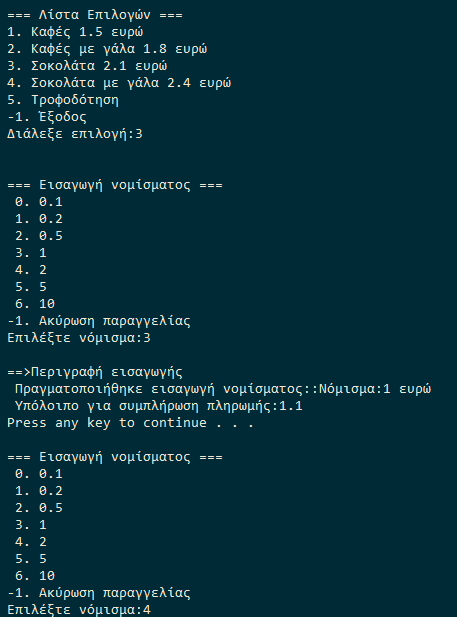 === Λίστα Επιλογών ===
1. Καφές 1.5 ευρώ
2. Καφές με γάλα 1.8 ευρώ
3. Σοκολάτα 2.1 ευρώ
4. Σοκολάτα με γάλα 2.4 ευρώ
5. Τροφοδότηση
-1. Έξοδος
Διάλεξε επιλογή:3
=== Εισαγωγή νομίσματος ===
0. 0.1
1. 0.2
2. 0.5
3. 1
4. 2
5. 5
6. 10
-1. Ακύρωση παραγγελίας
Επιλέξτε νόμισμα:3
==>Περιγραφή εισαγωγής
Πραγματοποιήθηκε εισαγωγή νομίσματος::Νόμισμα:1 ευρώ
Υπόλοιπο για συμπλήρωση πληρωμής:1.1
Press any key to continue . . .
=== Εισαγωγή νομίσματος ===
0. 0.1
1. 0.2
2. 0.5
3. 1
4. 2
5. 5
6. 10
-1. Ακύρωση παραγγελίας
Επιλέξτε νόμισμα:4